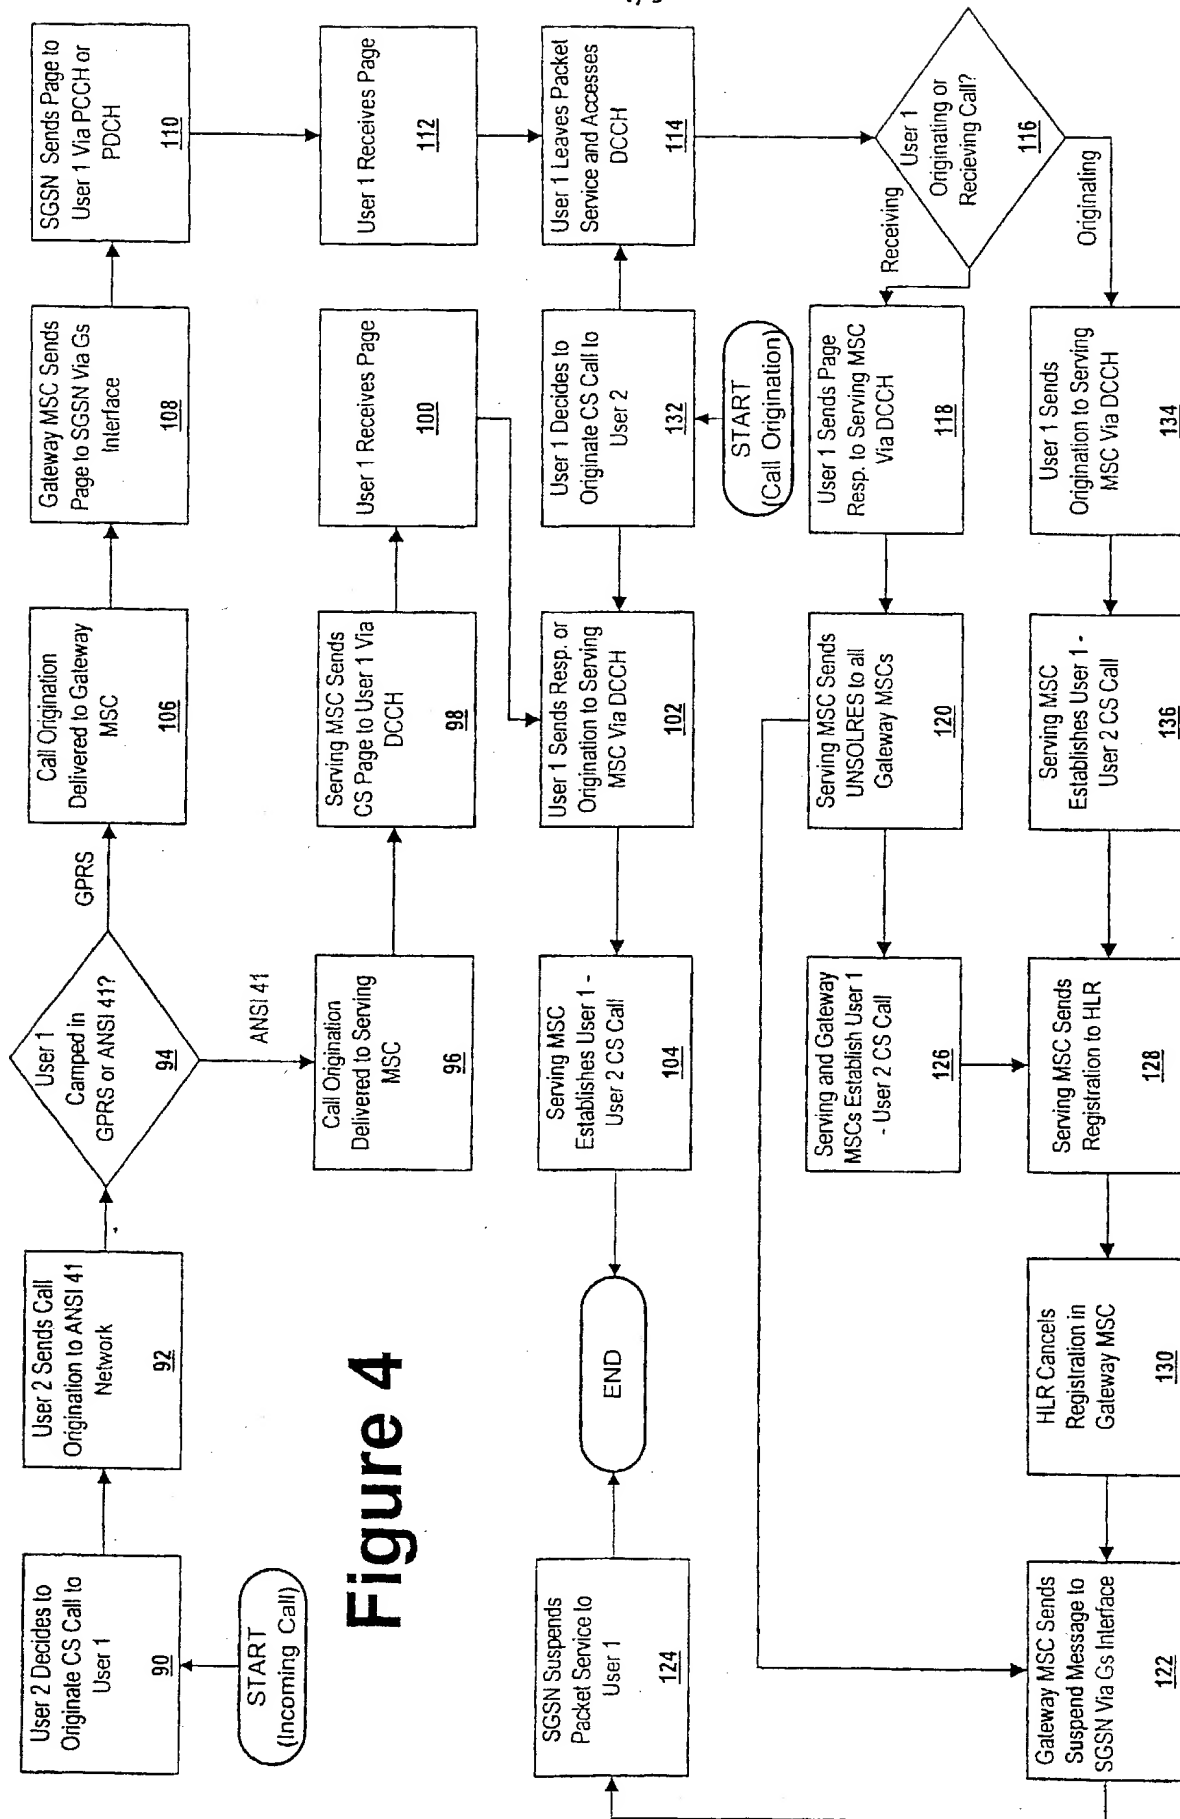 User 2 Decides to
Originate CS Call to
User 1
90
START
(Incoming Call)
User 2 Sends Call
Origination to ANSI 41
Network
92
User 1
Camped in
GPRS or ANSI 41?
94
GPRS
ANSI 41
Call Origination
Delivered to Gateway
MSC
106
Gateway MSC Sends
Page to SGSN Via Gs
Interface
108
SGSN Sends Page to
User 1 Via PCCH or
PDCH
110
Call Origination
Delivered to Serving
MSC
96
Serving MSC Sends
CS Page to User 1 Via
DCCH
98
User 1 Receives Page
100
User 1 Receives Page
112
Figure 4
SGSN Suspends
Packet Service to
User 1
124
END
Serving MSC
Establishes User 1 -
User 2 CS Call
104
User 1 Sends Resp. or
Origination to Serving
MSC Via DCCH
102
User 1 Decides to
Originate CS Call to
User 2
132
User 1 Leaves Packet
Service and Accesses
DCCH
114
START
(Call Origination)
Serving and Gateway
MSCs Establish User 1
- User 2 CS Call
126
Serving MSC Sends
UNSOLRES to all
Gateway MSCs
120
User 1 Sends Page
Resp. to Serving MSC
Via DCCH
118
Receiving
User 1
Originating or
Recieving Call?
116
Originating
Gateway MSC Sends
Suspend Message to
SGSN Via Gs Interface
122
HLR Cancels
Registration in
Gateway MSC
130
Serving MSC Sends
Registration to HLR
128
Serving MSC
Establishes User 1 -
User 2 CS Call
136
User 1 Sends
Origination to Serving
MSC Via DCCH
134